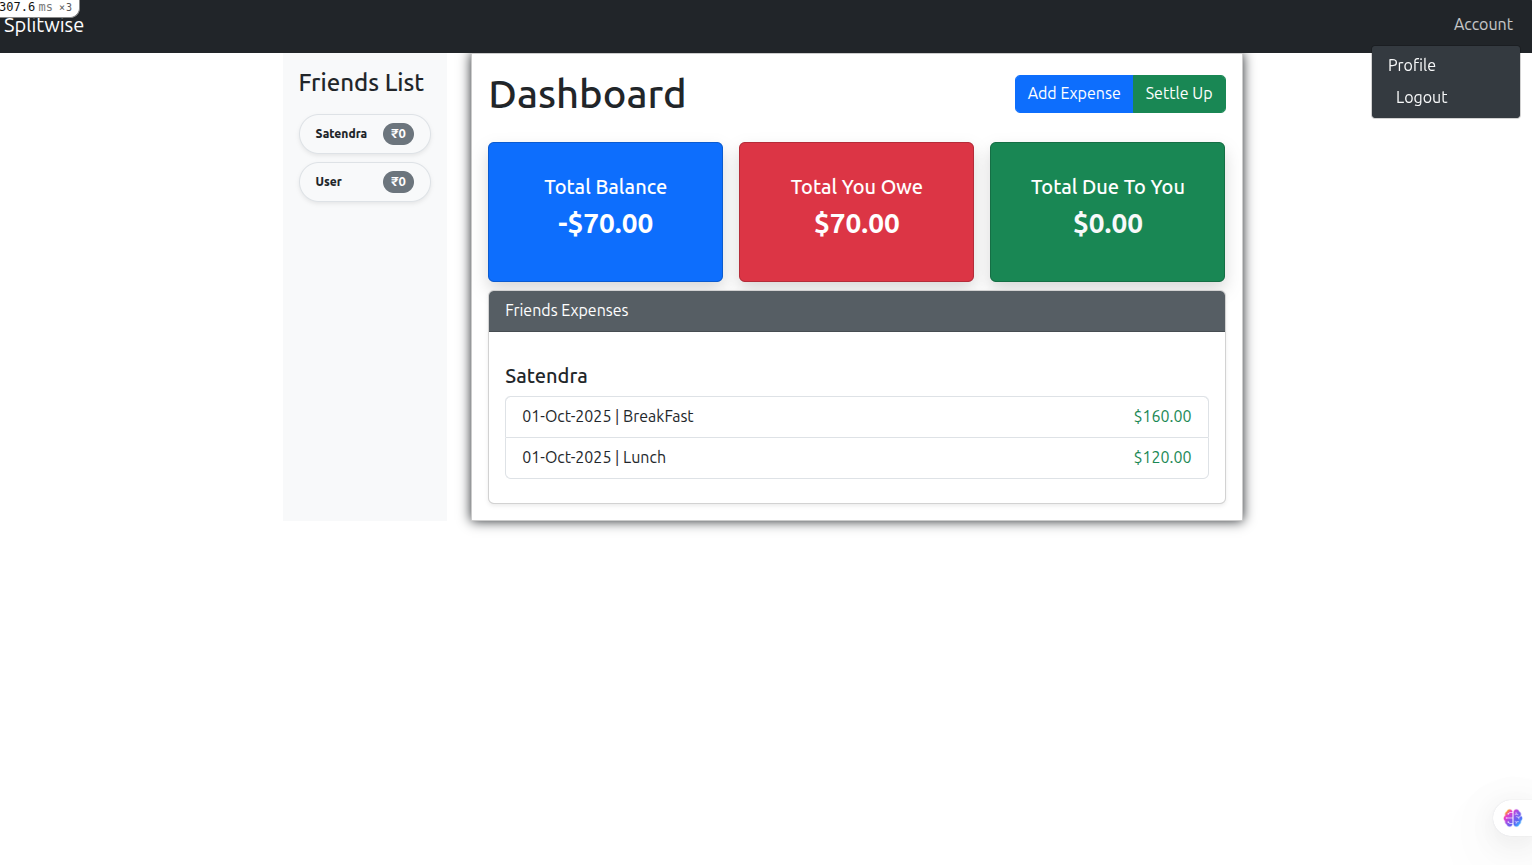 307.6 ms ×3
Splitwise
Account
Profile
Logout
Friends List
Satendra ₹0
User ₹0
Dashboard
Add Expense Settle Up
Total Balance
-$70.00
Total You Owe
$70.00
Total Due To You
$0.00
Friends Expenses
Satendra
01-Oct-2025 | BreakFast $160.00
01-Oct-2025 | Lunch $120.00